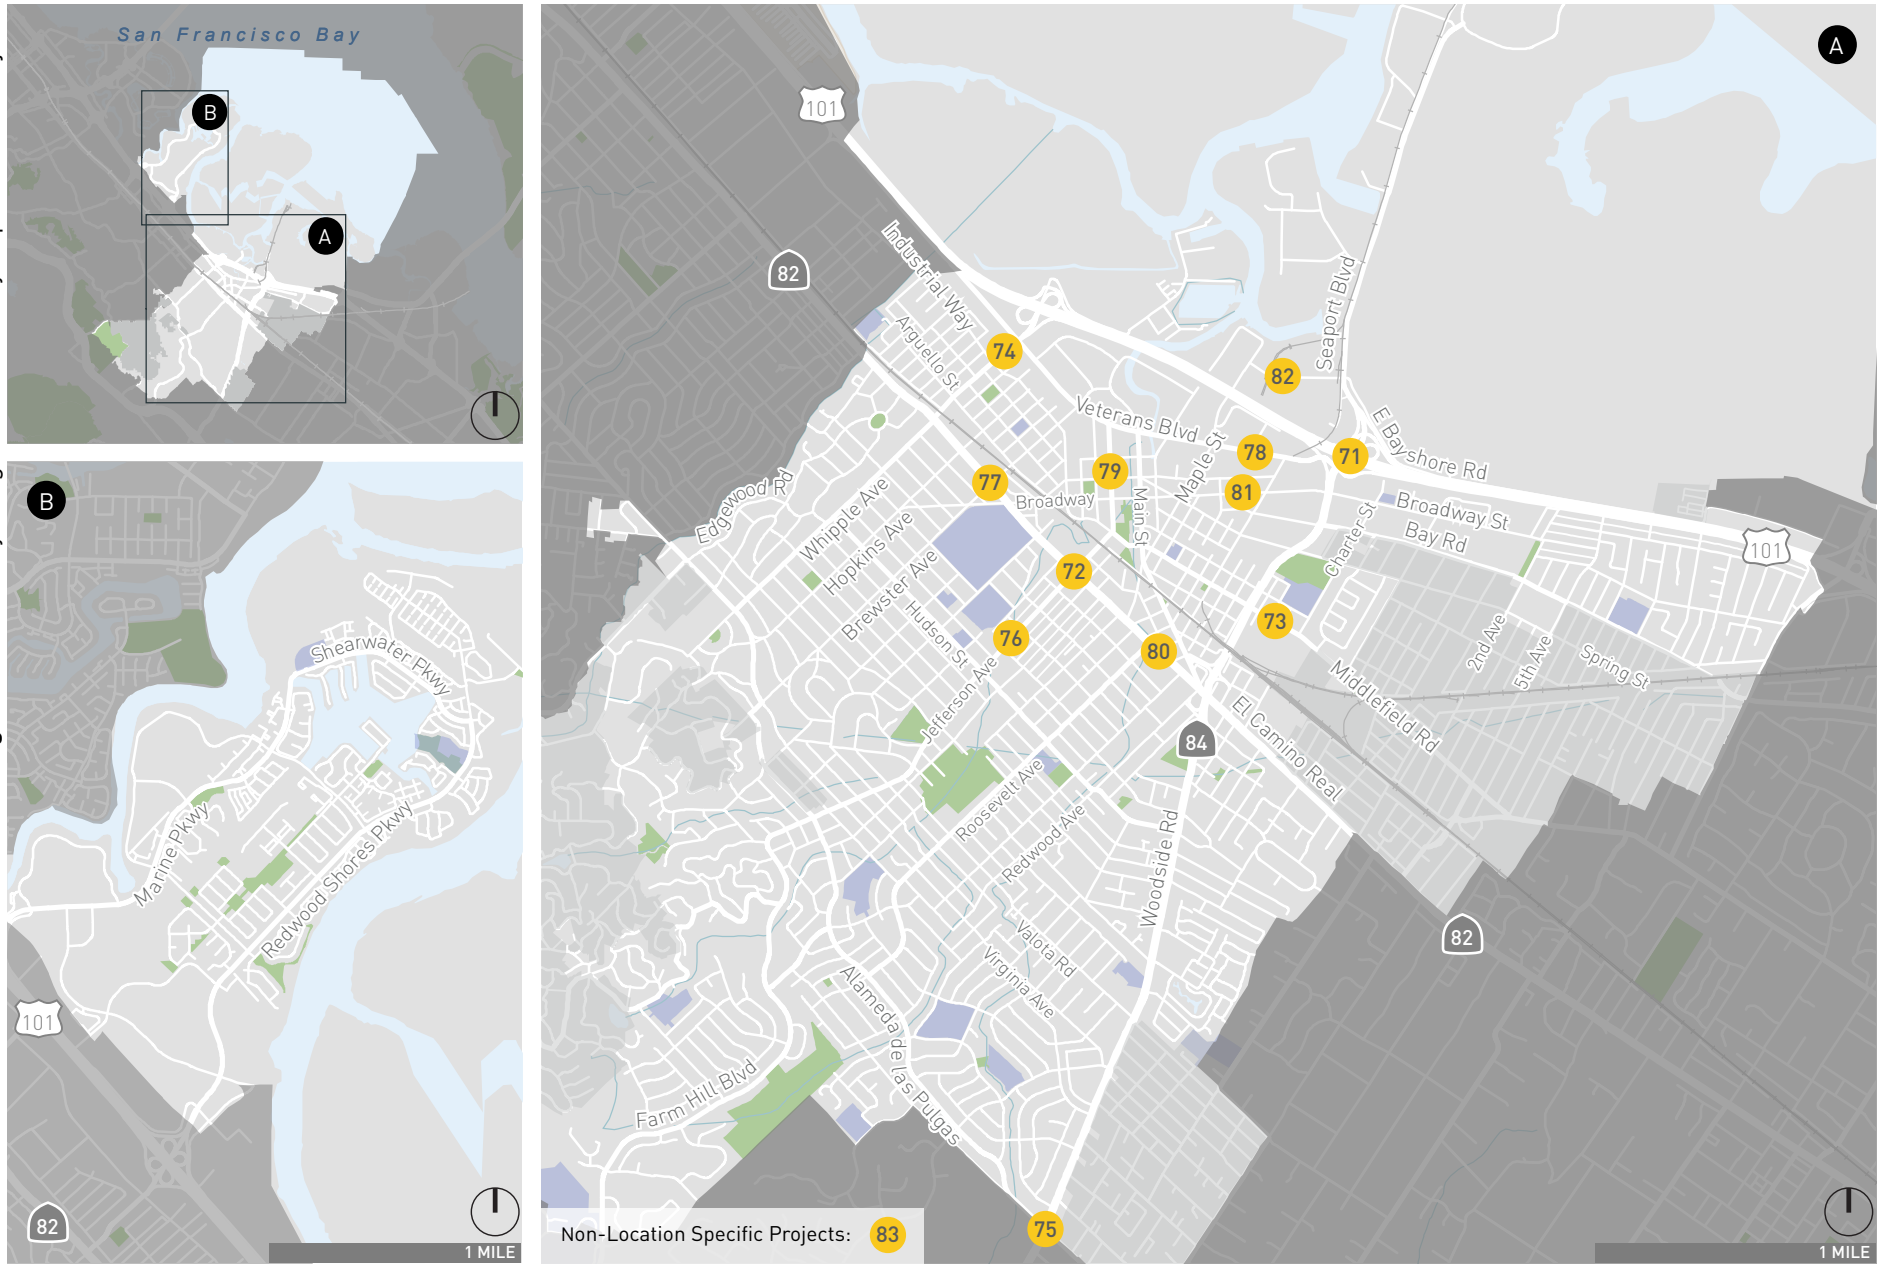 San Francisco Bay
B
A
B
Shearwater Pkwy
Marine Pkwy
Redwood Shores Pkwy
101
82
1 MILE
A
101
82
Industrial Way
Arguello St
74
Seaport Blvd
82
Veterans Blvd
Maple St
78
71
E Bayshore Rd
79
81
77
Broadway
Main St
Edgewood Rd
Whipple Ave
Hopkins Ave
Brewster Ave
Hudson St
72
Broadway St
Bay Rd
Charter St
101
73
76
80
Jefferson Ave
2nd Ave
5th Ave
Spring St
Middlefield Rd
El Camino Real
84
Roosevelt Ave
Redwood Ave
Woodside Rd
82
Valota Rd
Virginia Ave
Alameda de las Pulgas
Farm Hill Blvd
75
Non-Location Specific Projects: 83
1 MILE